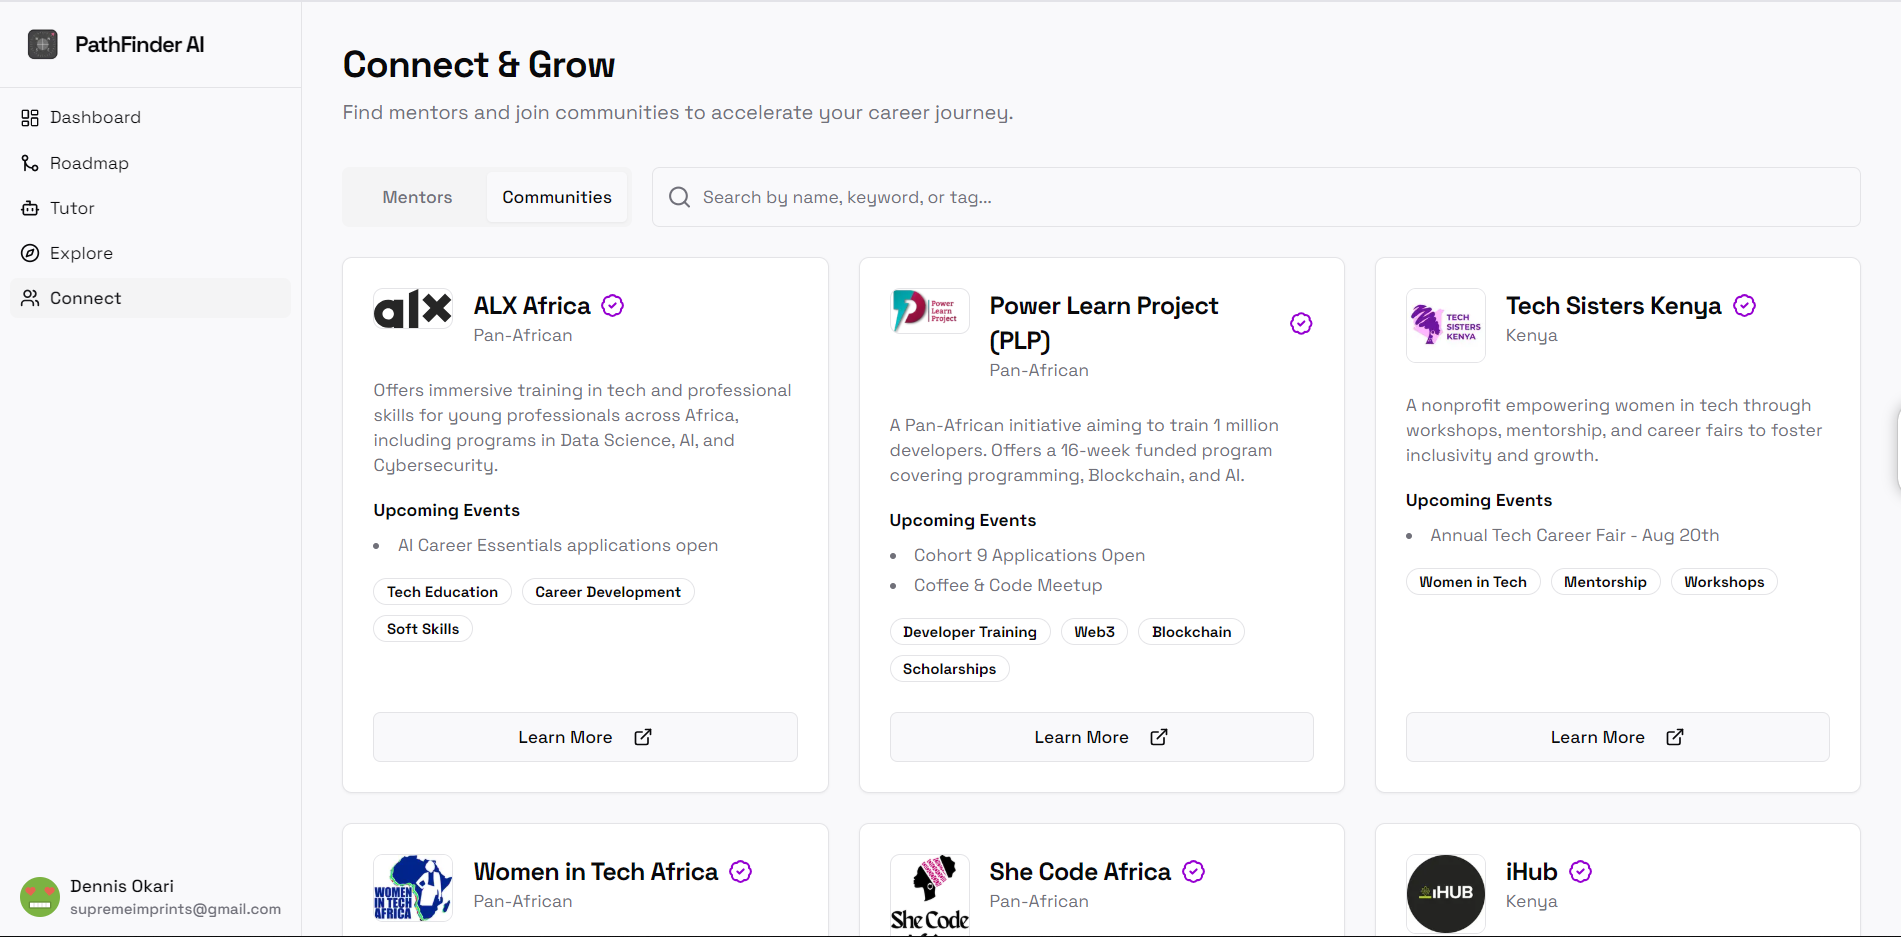 PathFinder AI
Dashboard
Roadmap
Tutor
Explore
Connect
Dennis Okari
supremeimprints@gmail.com
Connect & Grow
Find mentors and join communities to accelerate your career journey.
Mentors
Communities
Search by name, keyword, or tag...
alx
ALX Africa
Pan-African
Offers immersive training in tech and professional
skills for young professionals across Africa,
including programs in Data Science, AI, and
Cybersecurity.
Upcoming Events
• AI Career Essentials applications open
Tech Education
Career Development
Soft Skills
Learn More
Power
Learn
Project
Power Learn Project
(PLP)
Pan-African
A Pan-African initiative aiming to train 1 million
developers. Offers a 16-week funded program
covering programming, Blockchain, and AI.
Upcoming Events
• Cohort 9 Applications Open
• Coffee & Code Meetup
Developer Training
Web3
Blockchain
Scholarships
Learn More
TECH
SISTERS
KENYA
Tech Sisters Kenya
Kenya
A nonprofit empowering women in tech through
workshops, mentorship, and career fairs to foster
inclusivity and growth.
Upcoming Events
• Annual Tech Career Fair - Aug 20th
Women in Tech
Mentorship
Workshops
Learn More
WOMEN
IN TECH
AFRICA
Women in Tech Africa
Pan-African
She Code
She Code Africa
Pan-African
iHUB
iHub
Kenya